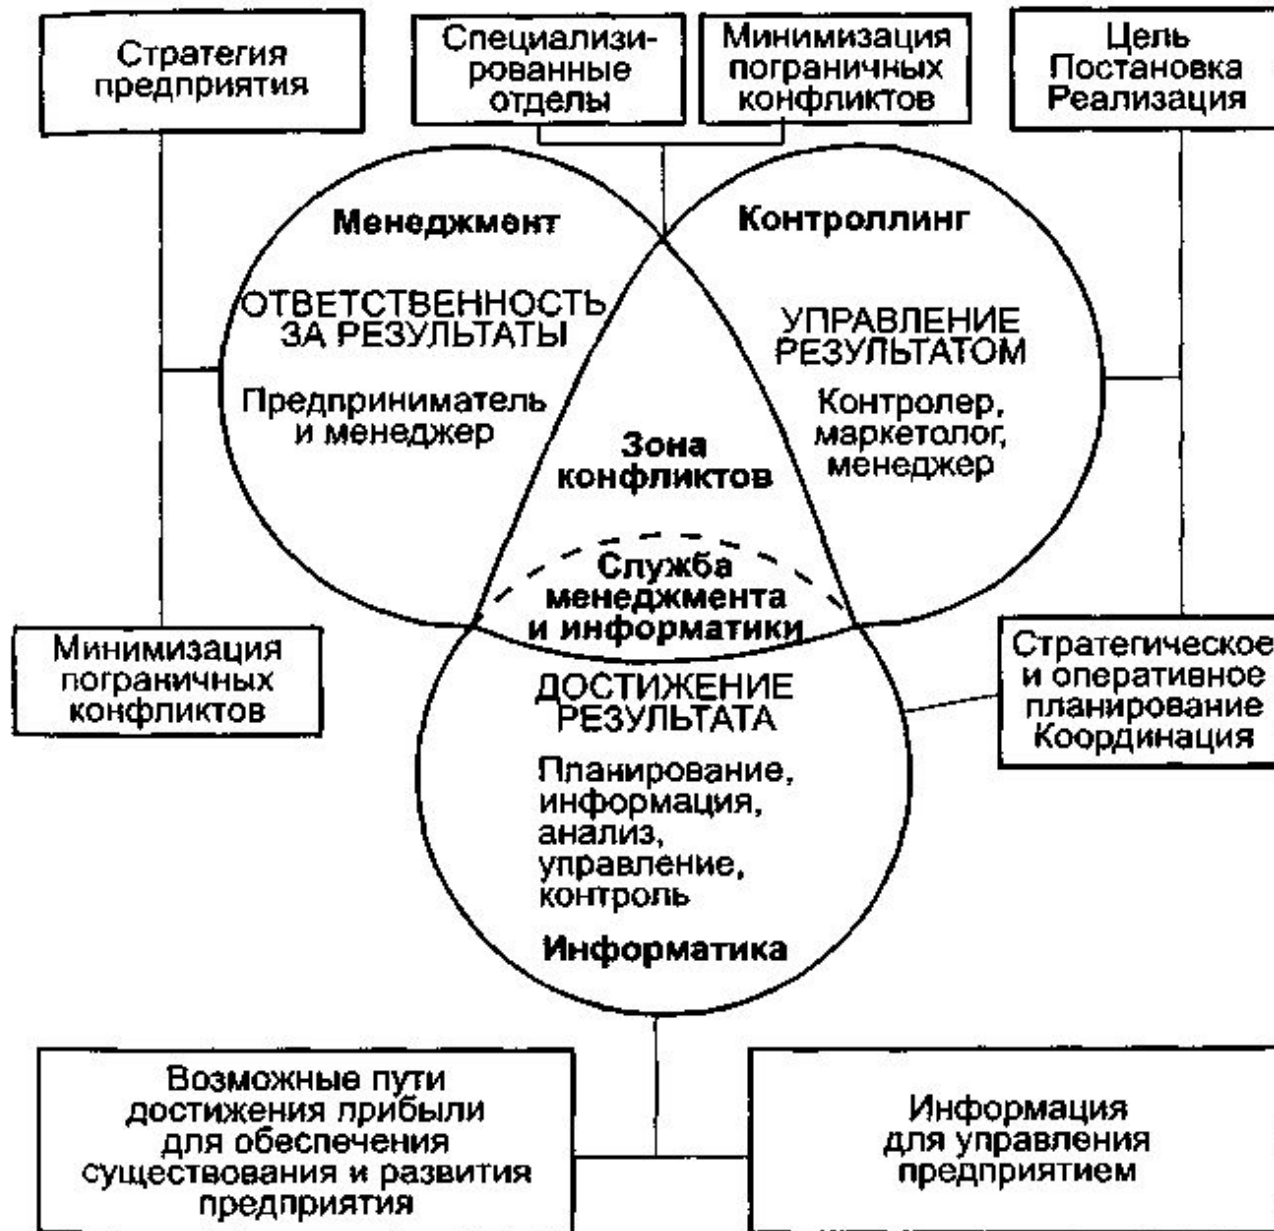 Стратегия
предприятия
Специализи-
рованные
отделы
Минимизация
пограничных
конфликтов
Цель
Постановка
Реализация
Менеджмент
ОТВЕТСТВЕННОСТЬ
ЗА РЕЗУЛЬТАТЫ
Предприниматель
и менеджер
Контроллинг
УПРАВЛЕНИЕ
РЕЗУЛЬТАТОМ
Контролер,
маркетолог,
менеджер
Зона
конфликтов
Служба
менеджмента
и информатики
Минимизация
пограничных
конфликтов
Стратегическое
и оперативное
планирование
Координация
ДОСТИЖЕНИЕ
РЕЗУЛЬТАТА
Планирование,
информация,
анализ,
управление,
контроль
Информатика
Возможные пути
достижения прибыли
для обеспечения
существования и развития
предприятия
Информация
для управления
предприятием